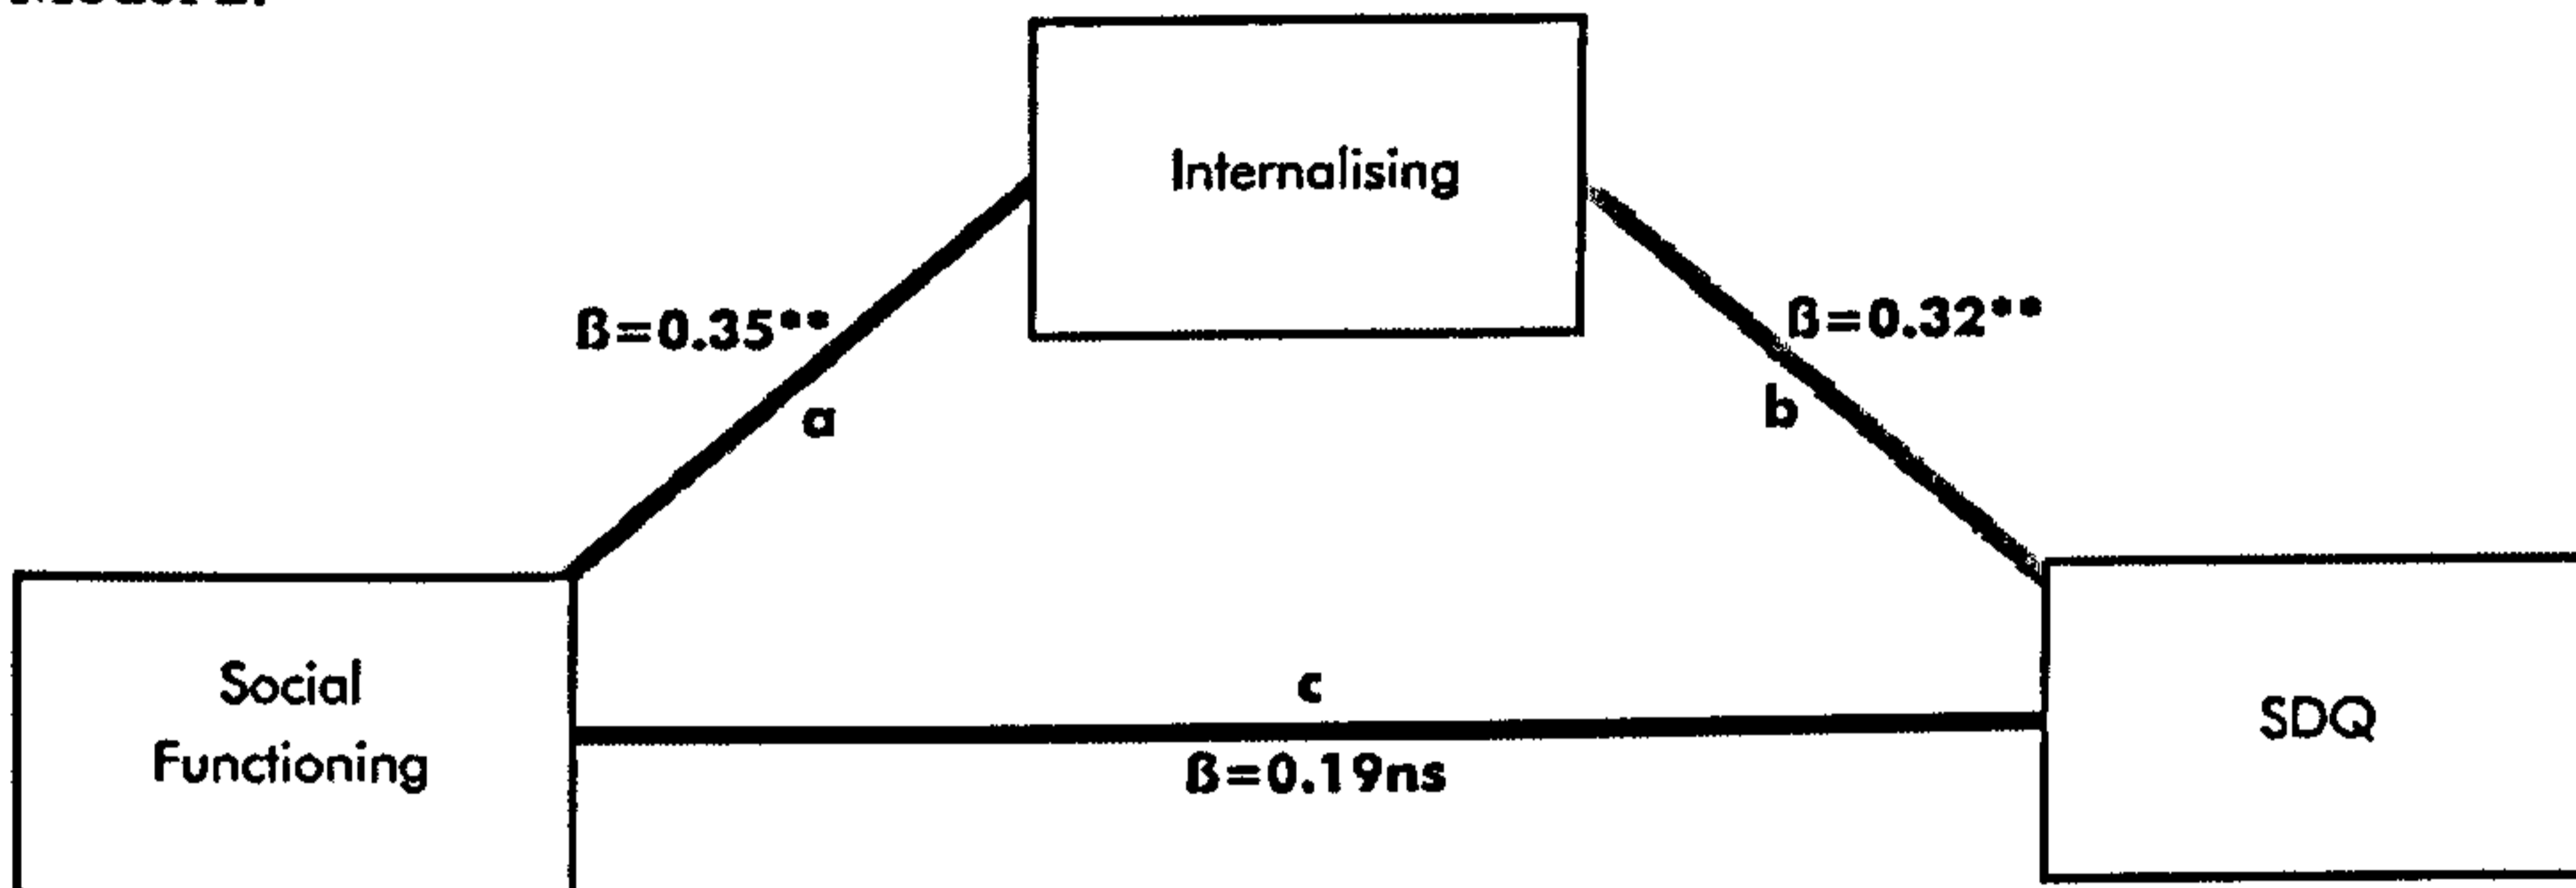 Internalising
ß=0.35**
ß=0.32**
a
b
c
Social
Functioning
SDQ
ß=0.19ns